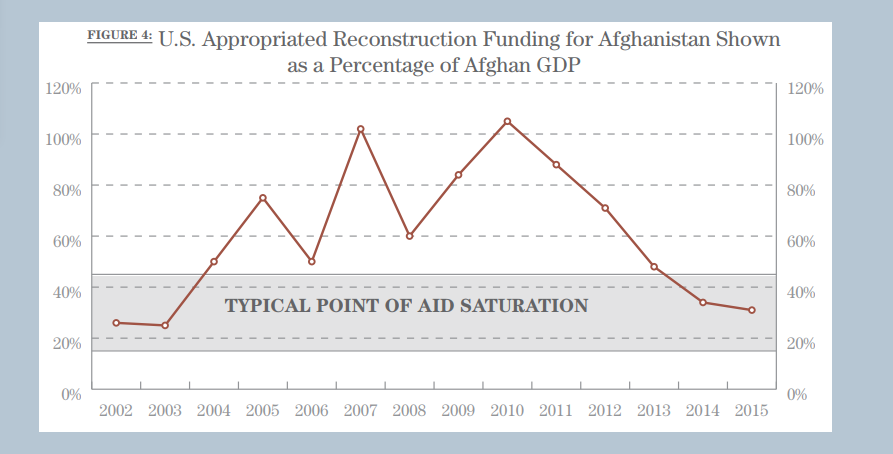 FIGURE 4: U.S. Appropriated Reconstruction Funding for Afghanistan Shown
as a Percentage of Afghan GDP
120% 120%
100% 100%
80% 80%
60% 60%
40% 40%
TYPICAL POINT OF AID SATURATION
20% 20%
0% 0%
2002 2003 2004 2005 2006 2007 2008 2009 2010 2011 2012 2013 2014 2015